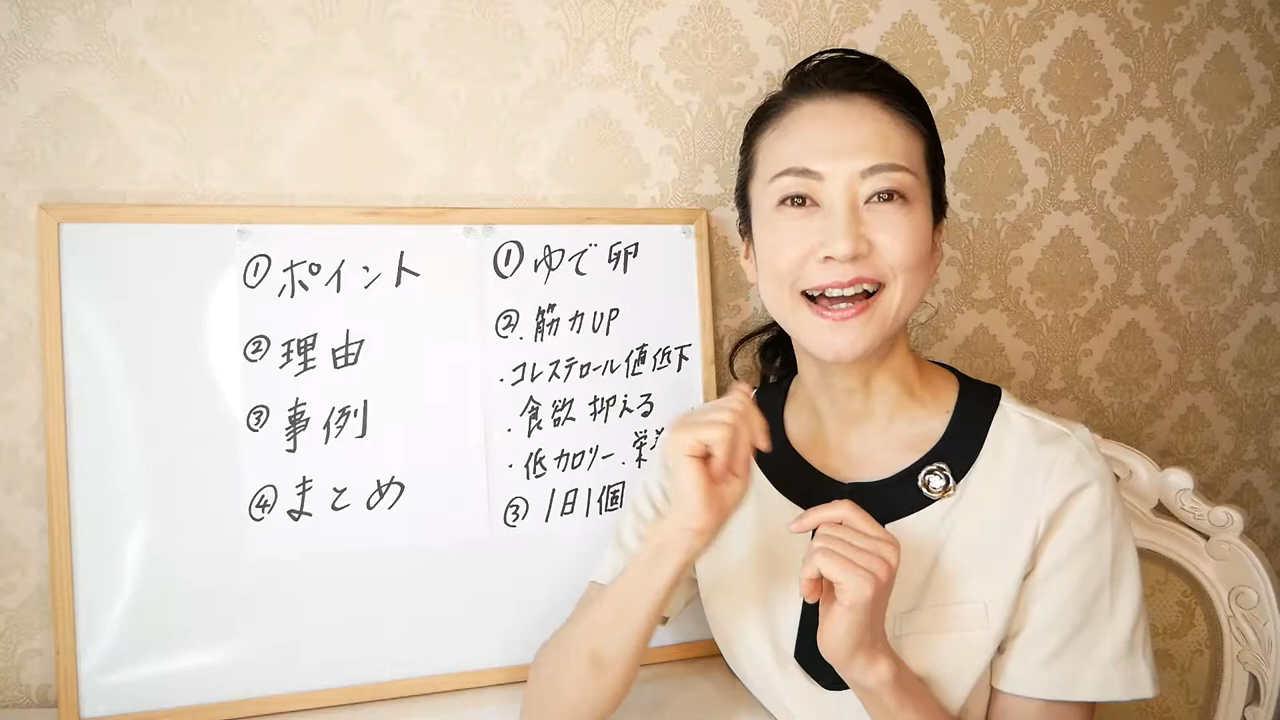 ① ポイント
② 理由
③ 事例
④ まとめ
① ゆで卵
② 筋力UP
・コレステロール値低下
・食欲抑える
・低カロリー・栄
③ 1日1個